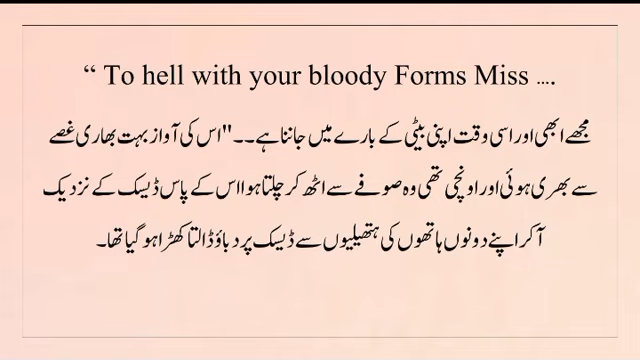 “ To hell with your bloody Forms Miss ....
مجھے ابھی اور اسی وقت اپنی بیٹی کے بارے میں جاننا ہے۔۔"اس کی آواز بہت بھاری غصے
سے بھری ہوئی اور اونچی تھی وہ صوفے سے اٹھ کر چلتا ہوا اس کے پاس ڈیسک کے نزدیک
آکر اپنے دونوں ہاتھوں کی ہتھیلیوں سے ڈیسک پر دباؤ ڈالتا کھڑا ہو گیا تھا۔